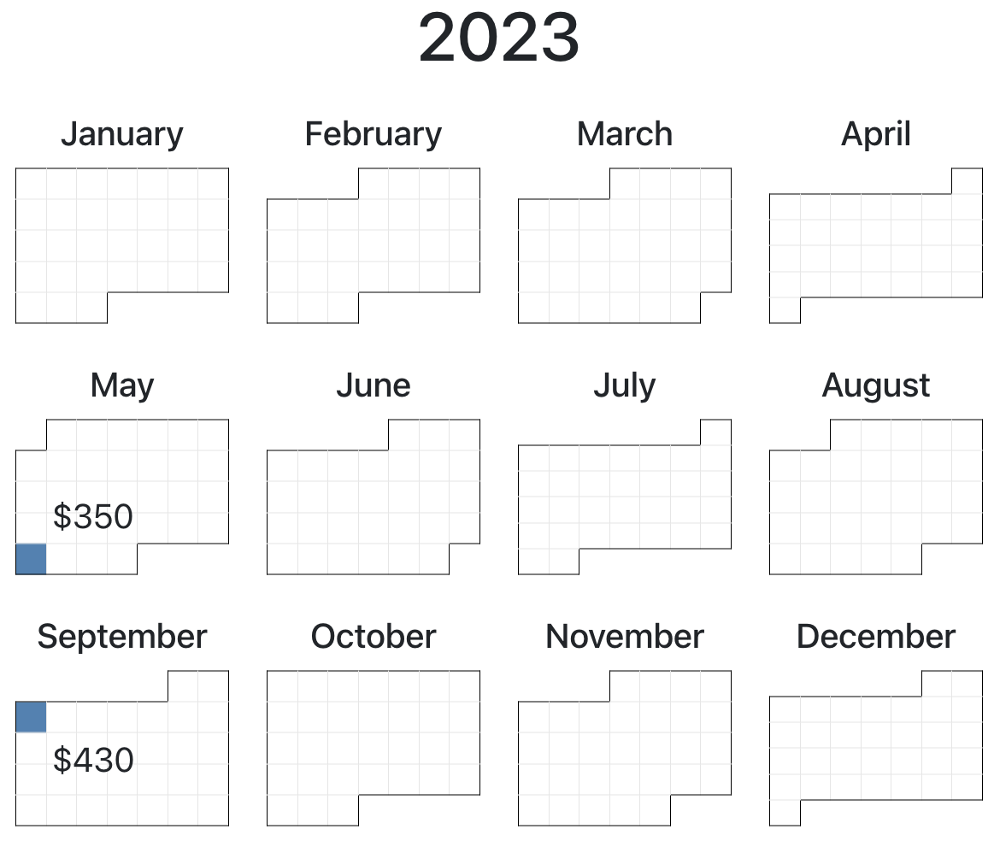 2023
January
February
March
April
May
June
July
August
$350
September
October
November
December
$430